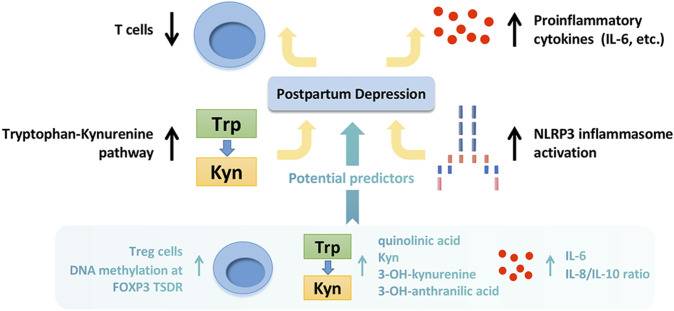 T cells
Proinflammatory
cytokines (IL-6, etc.)
Postpartum Depression
Tryptophan-Kynurenine
pathway
Trp
Kyn
NLRP3 inflammasome
activation
Potential predictors
Treg cells
DNA methylation at
FOXP3 TSDR
Trp
Kyn
quinolinic acid
Kyn
3-OH-kynurenine
3-OH-anthranilic acid
IL-6
IL-8/IL-10 ratio